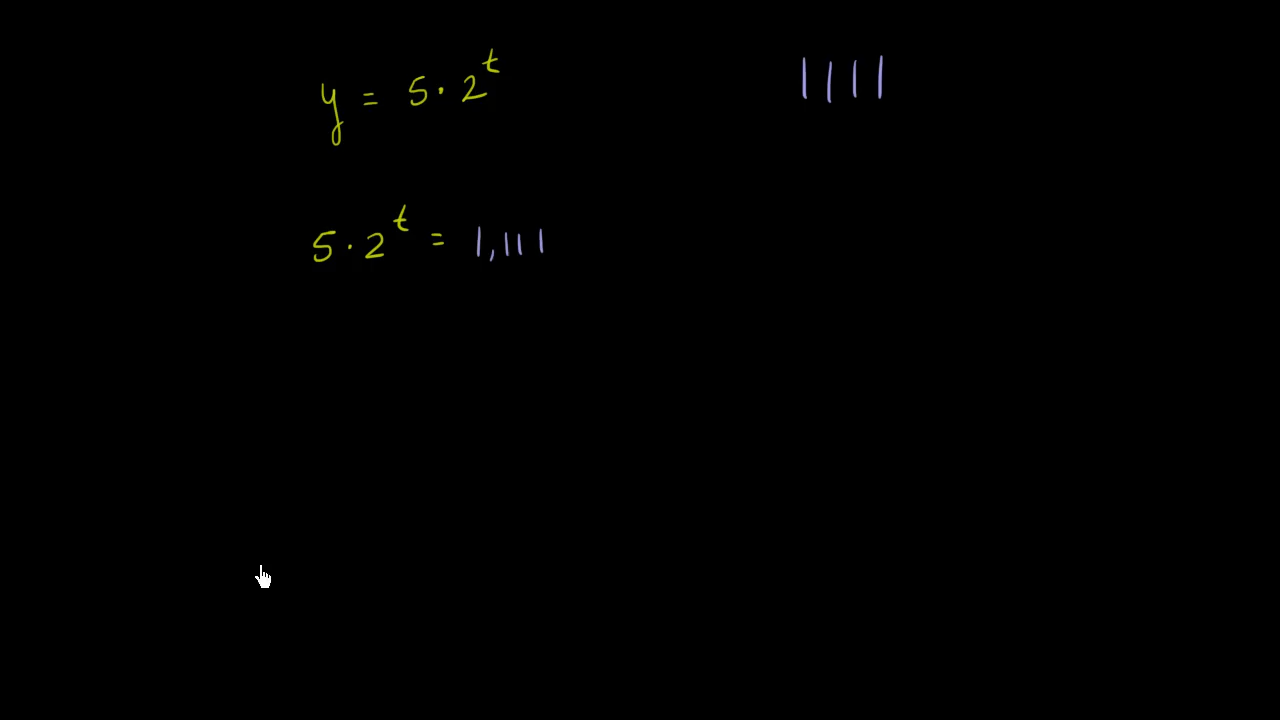 y = 5 · 2^t
1111
5 · 2^t = 1,111